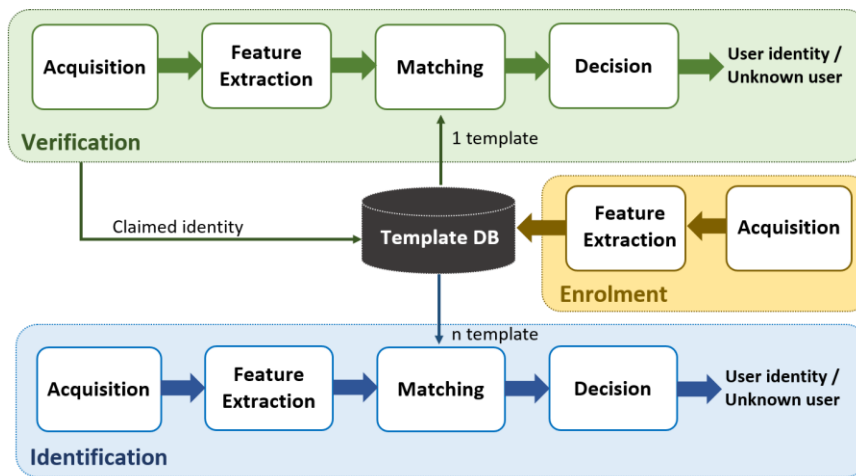 Acquisition
Feature
Extraction
Matching
Decision
User identity /
Unknown user
Verification
1 template
Claimed identity
Template DB
Feature
Extraction
Acquisition
Enrolment
n template
Acquisition
Feature
Extraction
Matching
Decision
User identity /
Unknown user
Identification